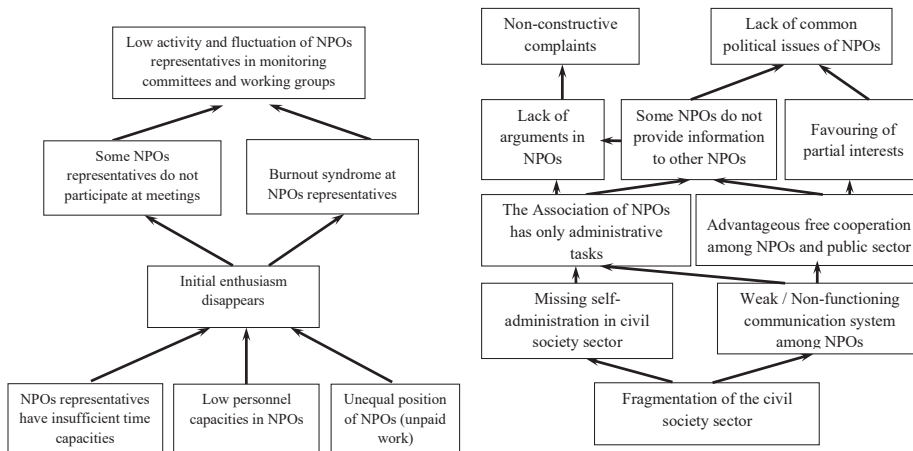 Low activity and fluctuation of NPOs
representatives in monitoring
committees and working groups
Some NPOs
representatives do not
participate at meetings
Burnout syndrome at
NPOs representatives
Initial enthusiasm
disappears
NPOs representatives
have insufficient time
capacities
Low personnel
capacities in NPOs
Unequal position
of NPOs (unpaid
work)
Non-constructive
complaints
Lack of common
political issues of NPOs
Lack of
arguments in
NPOs
Some NPOs do not
provide information
to other NPOs
Favouring of
partial interests
The Association of NPOs
has only administrative
tasks
Advantageous free cooperation
among NPOs and public sector
Missing self-
administration in civil
society sector
Weak / Non-functioning
communication system
among NPOs
Fragmentation of the civil
society sector